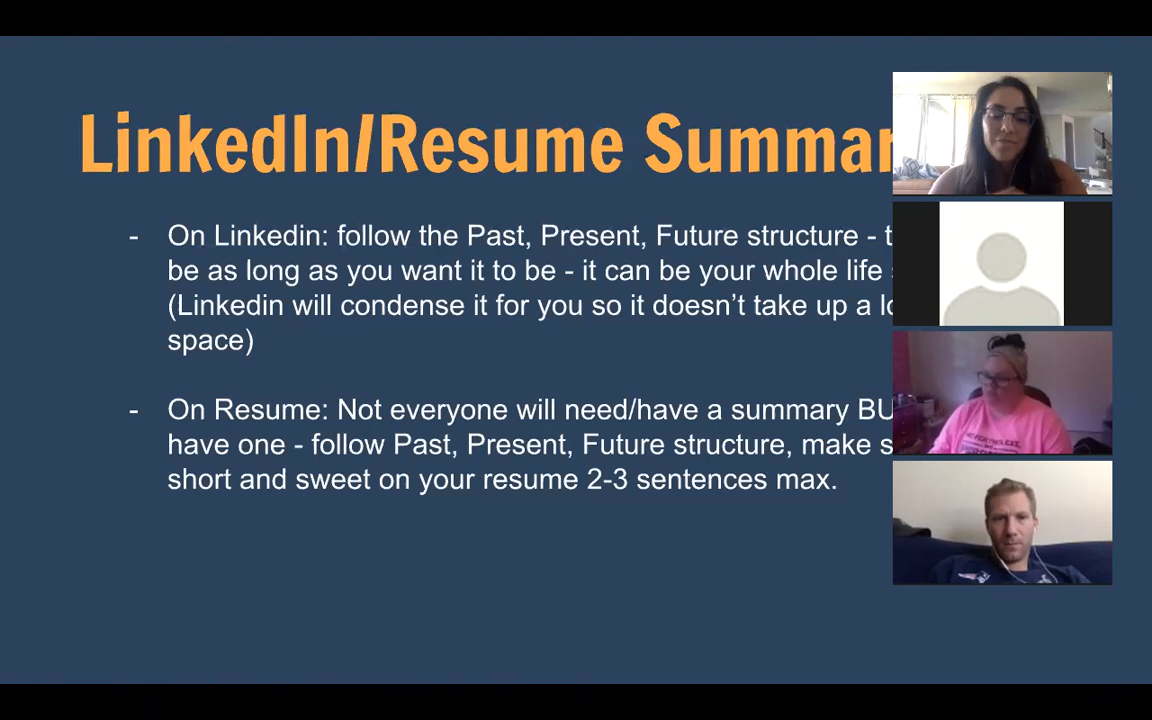 LinkedIn/Resume Summar
- On Linkedin: follow the Past, Present, Future structure - t
be as long as you want it to be - it can be your whole life
(Linkedin will condense it for you so it doesn’t take up a lo
space)
- On Resume: Not everyone will need/have a summary BU
have one - follow Past, Present, Future structure, make s
short and sweet on your resume 2-3 sentences max.
NEVERTHELESS,